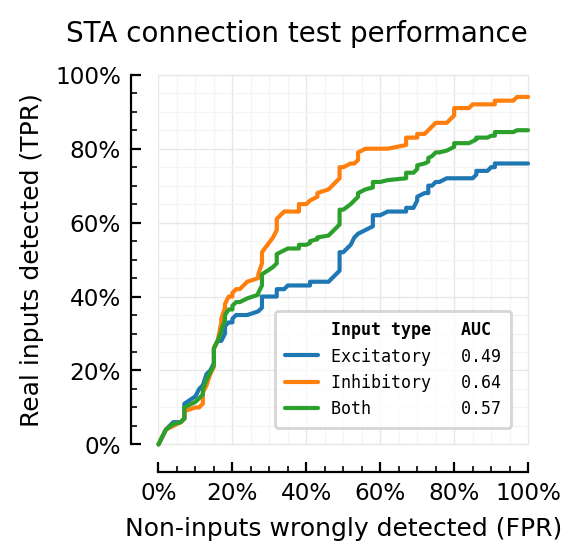 STA connection test performance
Real inputs detected (TPR)
100%
80%
60%
40%
20%
0%
Input type AUC
Excitatory 0.49
Inhibitory 0.64
Both 0.57
0% 20% 40% 60% 80% 100%
Non-inputs wrongly detected (FPR)